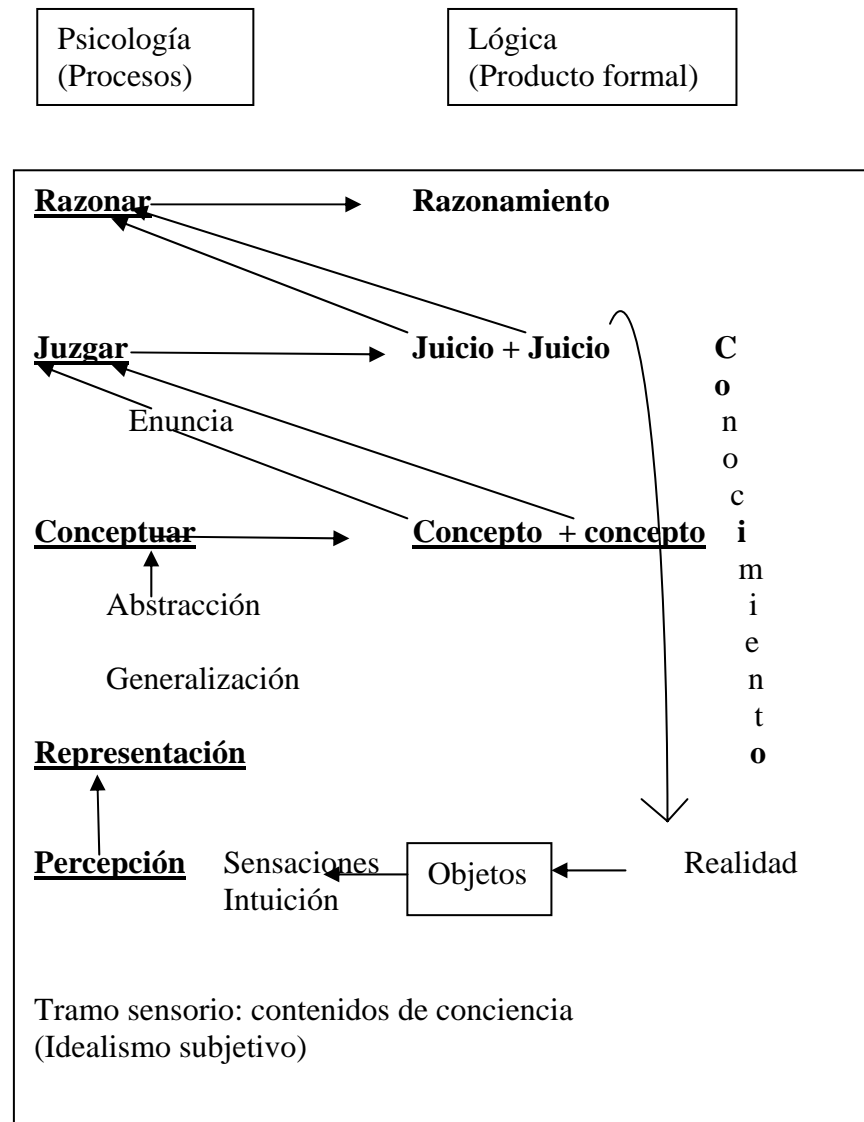 Psicología
(Procesos)
Lógica
(Producto formal)
Razonar
Razonamiento
Juzgar
Juicio + Juicio
Enuncia
Conceptuar
Concepto + concepto
Abstracción
Generalización
Representación
Percepción
Sensaciones
Intuición
Objetos
Realidad
C
o
n
o
c
i
m
i
e
n
t
o
Tramo sensorio: contenidos de conciencia
(Idealismo subjetivo)